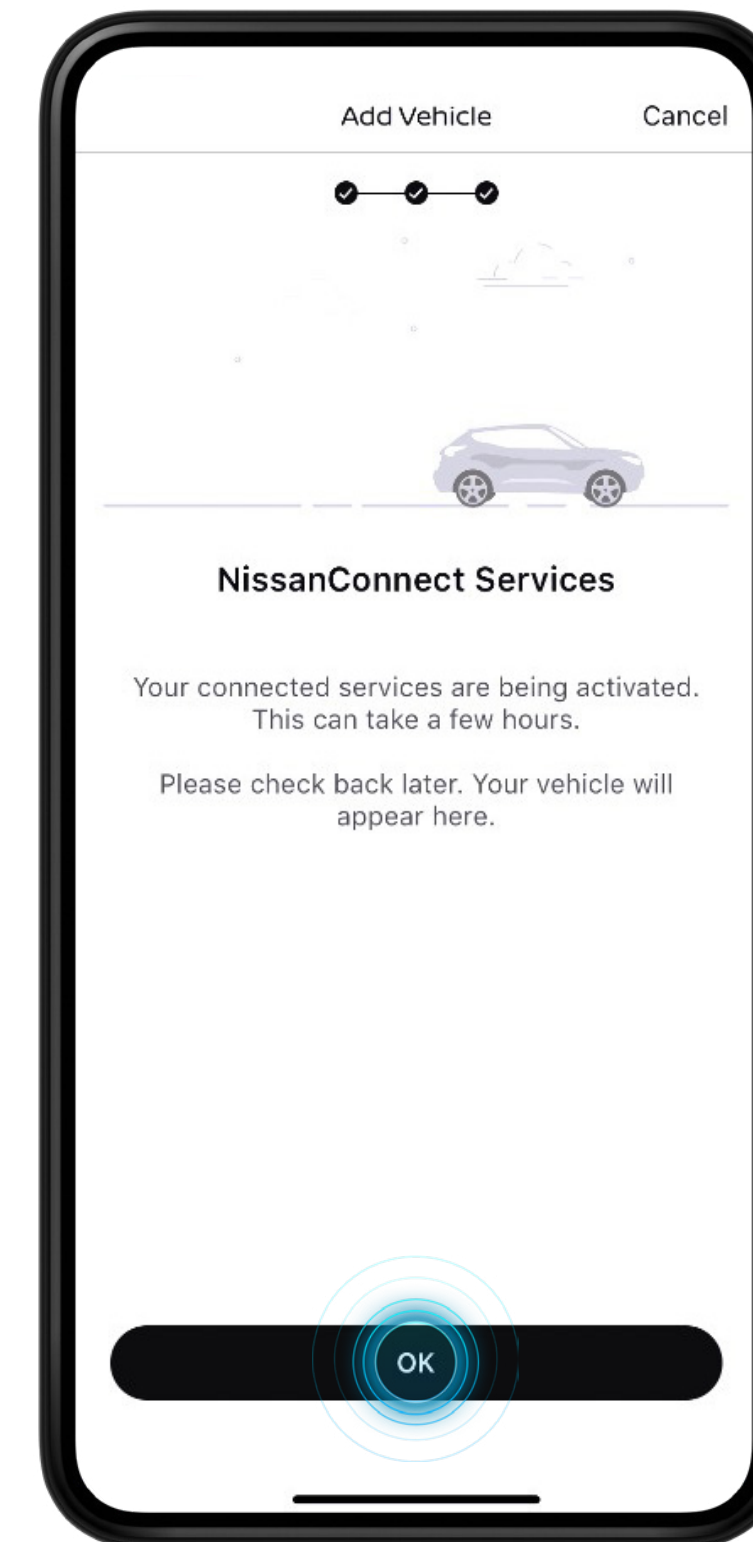 Add Vehicle
Cancel
NissanConnect Services
Your connected services are being activated.
This can take a few hours.
Please check back later. Your vehicle will
appear here.
OK